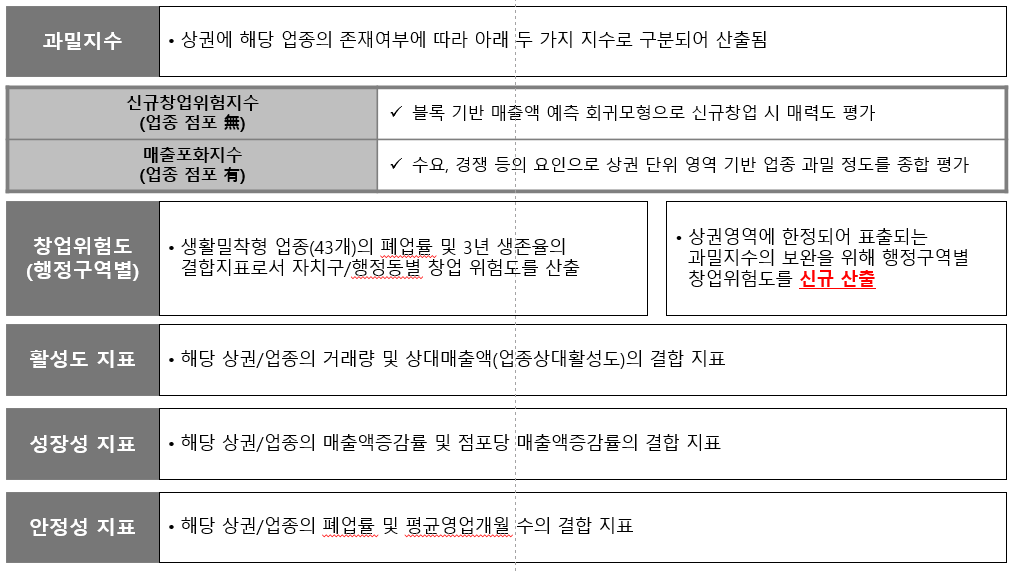 과밀지수
• 상권에 해당 업종의 존재여부에 따라 아래 두 가지 지수로 구분되어 산출됨
신규창업위험지수
(업종 점포 無)
✓ 블록 기반 매출액 예측 회귀모형으로 신규창업 시 매력도 평가
매출포화지수
(업종 점포 有)
✓ 수요, 경쟁 등의 요인으로 상권 단위 영역 기반 업종 과밀 정도를 종합 평가
창업위험도
(행정구역별)
• 생활밀착형 업종(43개)의 폐업률 및 3년 생존율의
결합지표로서 자치구/행정동별 창업 위험도를 산출
• 상권영역에 한정되어 표출되는
과밀지수의 보완을 위해 행정구역별
창업위험도를 신규 산출
활성도 지표
• 해당 상권/업종의 거래량 및 상대매출액(업종상대활성도)의 결합 지표
성장성 지표
• 해당 상권/업종의 매출액증감률 및 점포당 매출액증감률의 결합 지표
안정성 지표
• 해당 상권/업종의 폐업률 및 평균영업개월 수의 결합 지표